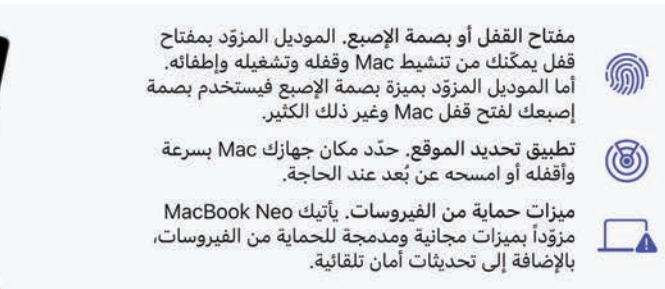 مفتاح القفل أو بصمة الإصبع. الموديل المزوّد بمفتاح
قفل يمكّنك من تنشيط Mac وقفله وتشغيله وإطفائه.
أما الموديل المزوّد بميزة بصمة الإصبع فيستخدم بصمة
إصبعك لفتح قفل Mac وغير ذلك الكثير.
تطبيق تحديد الموقع. حدّد مكان جهازك Mac بسرعة
وأقفله أو امسحه عن بُعد عند الحاجة.
ميزات حماية من الفيروسات. يأتيك MacBook Neo
مزوّداً بميزات مجانية ومدمجة للحماية من الفيروسات،
بالإضافة إلى تحديثات أمان تلقائية.